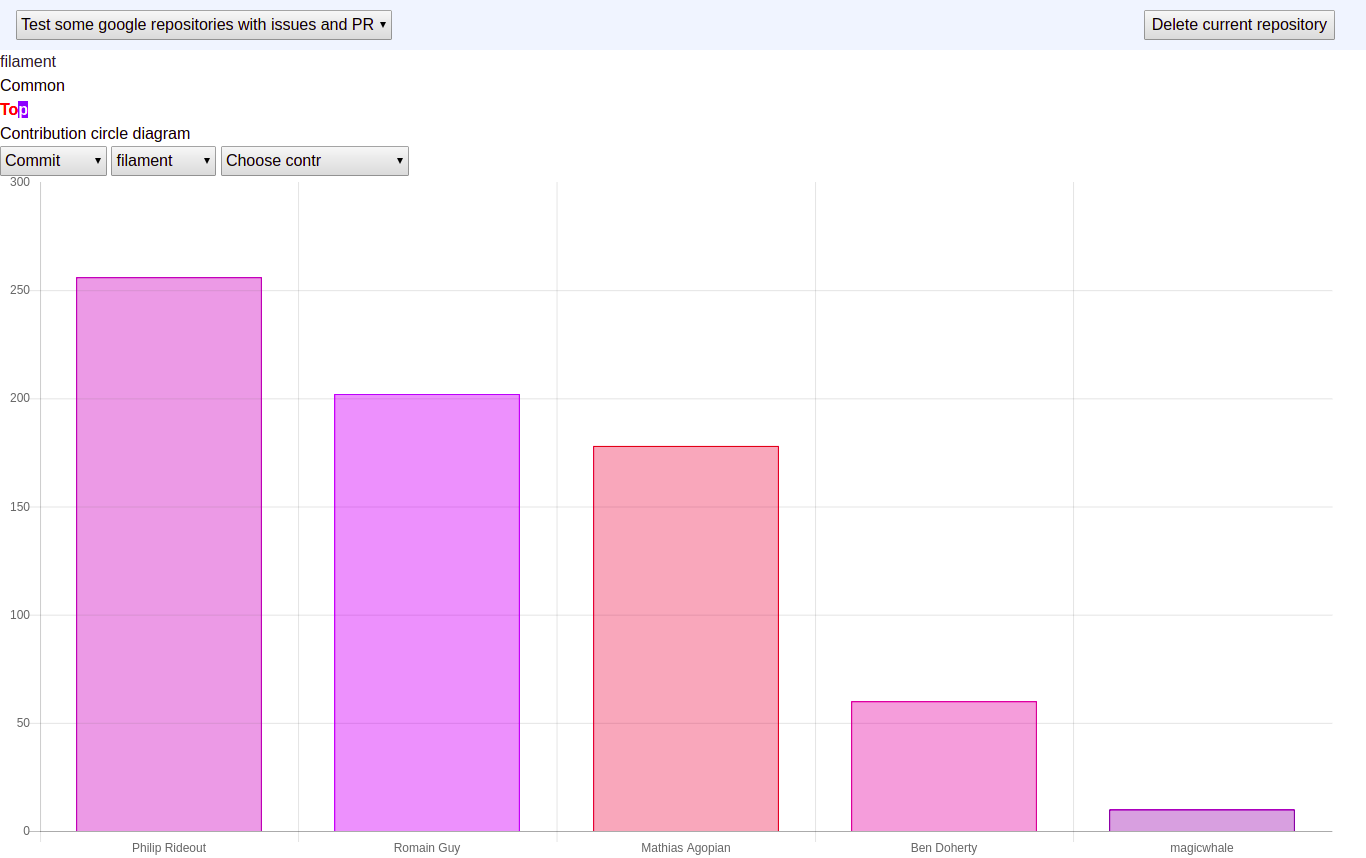 Test some google repositories with issues and PR Delete current repository
filament
Common
Top
Contribution circle diagram
Commit filament Choose contr
300
250
200
150
100
50
0
Philip Rideout Romain Guy Mathias Agopian Ben Doherty magicwhale